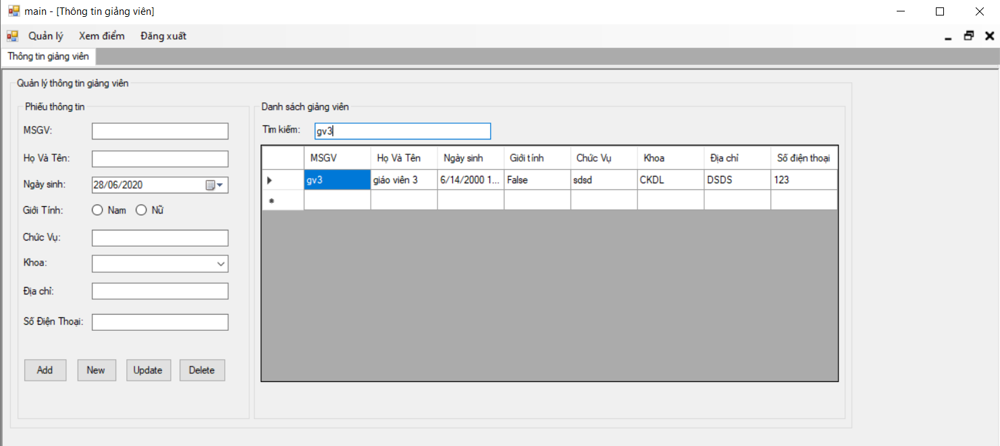 main - [Thông tin giảng viên]
Quản lý Xem điểm Đăng xuất
Thông tin giảng viên
Quản lý thông tin giảng viên
Phiếu thông tin
MSGV:
Họ Và Tên:
Ngày sinh: 28/06/2020
Giới Tính: Nam Nữ
Chức Vụ:
Khoa:
Địa chỉ:
Số Điện Thoại:
Add New Update Delete
Danh sách giảng viên
Tìm kiếm: gv3
MSGV Họ Và Tên Ngày sinh Giới tính Chức Vụ Khoa Địa chỉ Số điện thoại
gv3 giáo viên 3 6/14/2000 1... False sdsd CKDL DSDS 123